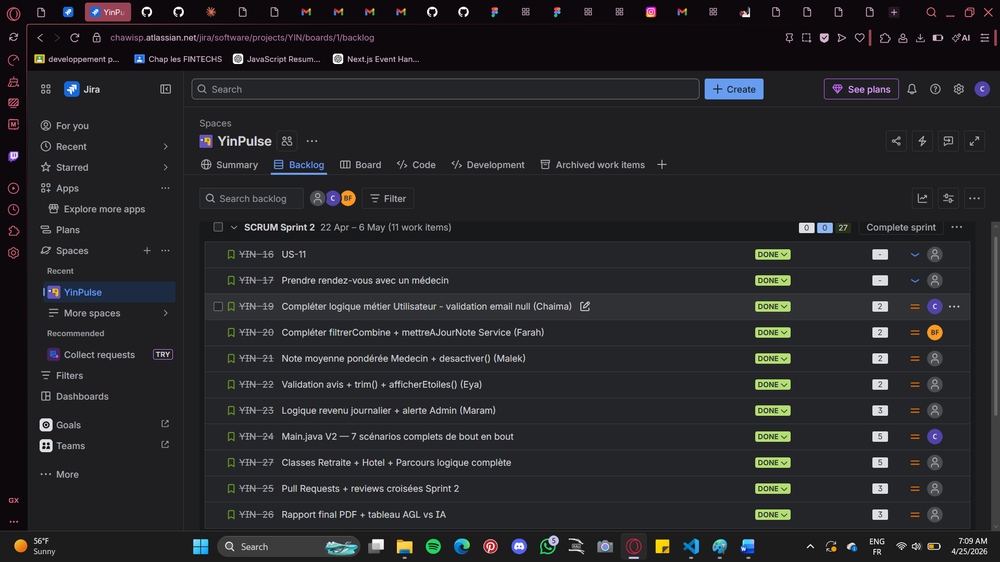 YinPu
chawisp.atlassian.net/jira/software/projects/YIN/boards/1/backlog
AI
developpement p...
Chap les FINTECHS
JavaScript Resum...
Next.js Event Han...
Jira
Search
Create
See plans
C
For you
Recent
Starred
Apps
Explore more apps
Plans
Spaces
Recent
YinPulse
More spaces
Recommended
Collect requests TRY
Filters
Dashboards
Goals
Teams
More
Spaces
YinPulse
Summary
Backlog
Board
Code
Development
Archived work items
Search backlog
C
BF
Filter
SCRUM Sprint 2 22 Apr – 6 May (11 work items)
0 0 27
Complete sprint
YIN-16 US-11 DONE -
YIN-17 Prendre rendez-vous avec un médecin DONE -
YIN-19 Compléter logique métier Utilisateur - validation email null (Chaima) DONE 2 C
YIN-20 Compléter filtrerCombine + mettreAJourNote Service (Farah) DONE 2 BF
YIN-21 Note moyenne pondérée Medecin + desactiver() (Malek) DONE 2
YIN-22 Validation avis + trim() + afficherEtoiles() (Eya) DONE 2
YIN-23 Logique revenu journalier + alerte Admin (Maram) DONE 3
YIN-24 Main.java V2 — 7 scénarios complets de bout en bout DONE 5 C
YIN-27 Classes Retraite + Hotel + Parcours logique complète DONE 5
YIN-25 Pull Requests + reviews croisées Sprint 2 DONE 3
YIN-26 Rapport final PDF + tableau AGL vs IA DONE 3
M
GX
56°F
Sunny
Search
5
KALI
W
ENG
FR
7:09 AM
4/25/2026